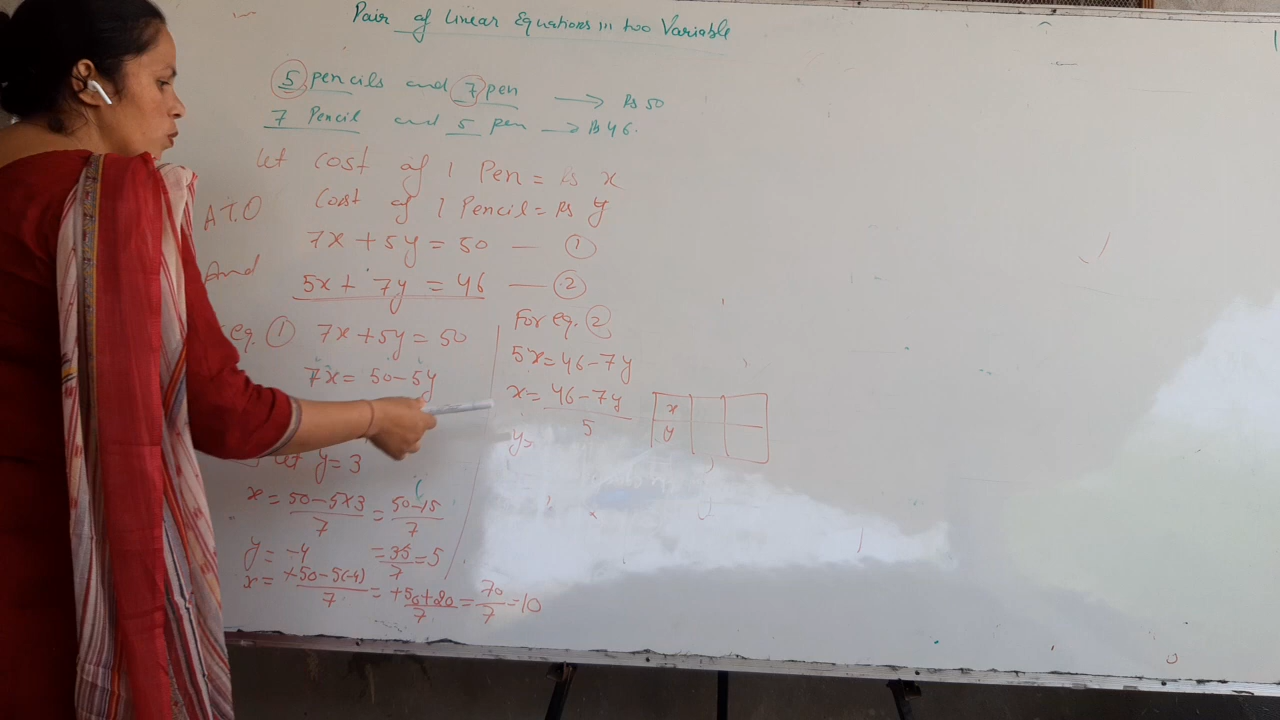 Pair of Linear Equations in two Variable
5 pencils and 7 pen → Rs 50
7 Pencil and 5 pen → Rs 46.
Let cost of 1 Pen = Rs x
A.T.Q Cost of 1 Pencil = Rs y
7x + 5y = 50 — ①
And 5x + 7y = 46 — ②
eq. ① 7x + 5y = 50
7x = 50 - 5y
Let y = 3
x = 50 - 5×3 / 7 = 50 - 15 / 7
= 35 / 7 = 5
y = -4
x = +50 - 5(-4) / 7 = +50 + 20 / 7 = 70 / 7 = 10
For eq. ②
5x = 46 - 7y
x = 46 - 7y / 5
y =
x
y